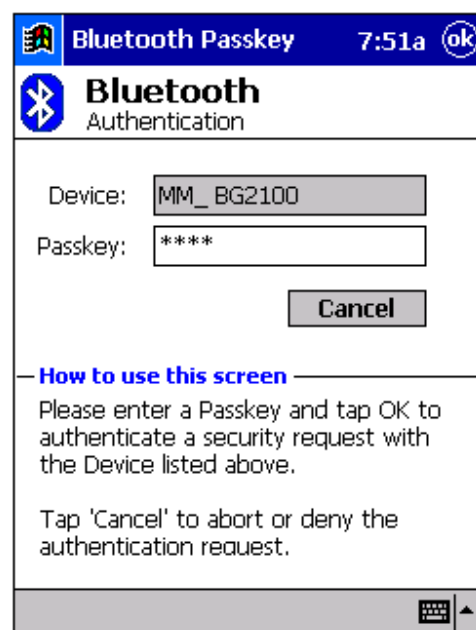 Bluetooth Passkey 7:51a ok
Bluetooth
Authentication
Device: MM_ BG2100
Passkey: ****
Cancel
How to use this screen
Please enter a Passkey and tap OK to
authenticate a security request with
the Device listed above.
Tap 'Cancel' to abort or deny the
authentication request.